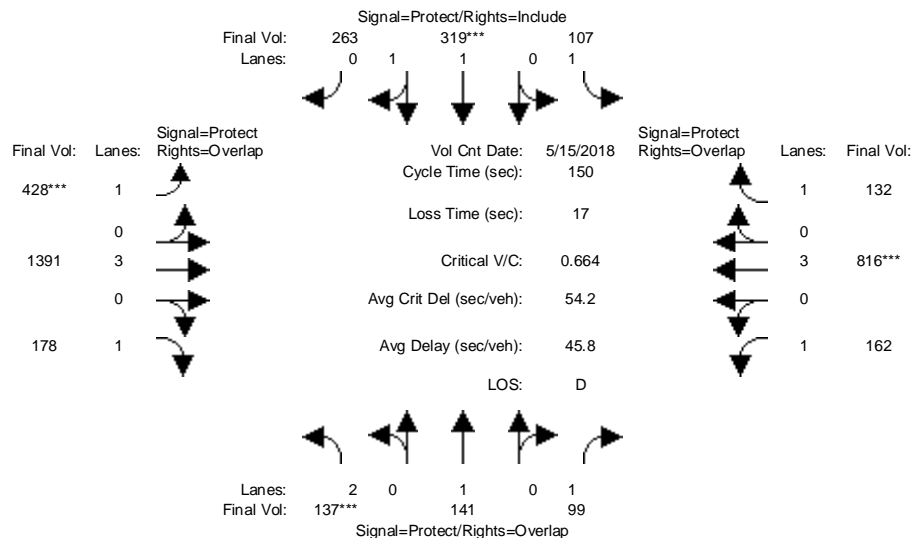 Signal=Protect/Rights=Include
Final Vol: 263 319*** 107
Lanes: 0 1 1 0 1
Signal=Protect
Final Vol: Lanes: Rights=Overlap
428*** 1
0
1391 3
0
178 1
Vol Cnt Date: 5/15/2018
Cycle Time (sec): 150
Loss Time (sec): 17
Critical V/C: 0.664
Avg Crit Del (sec/veh): 54.2
Avg Delay (sec/veh): 45.8
LOS: D
Signal=Protect
Rights=Overlap Lanes: Final Vol:
1 132
0
3 816***
0
1 162
Lanes: 2 0 1 0 1
Final Vol: 137*** 141 99
Signal=Protect/Rights=Overlap